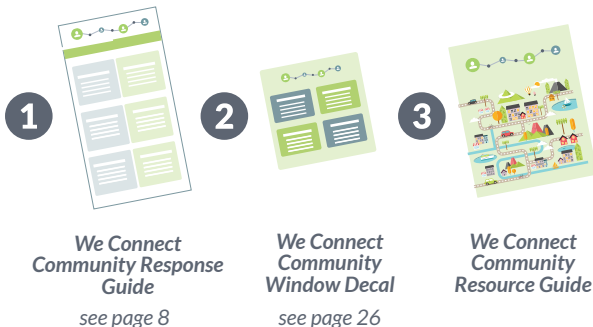 1
2
3
We Connect
Community Response
Guide
see page 8
We Connect
Community
Window Decal
see page 26
We Connect
Community
Resource Guide